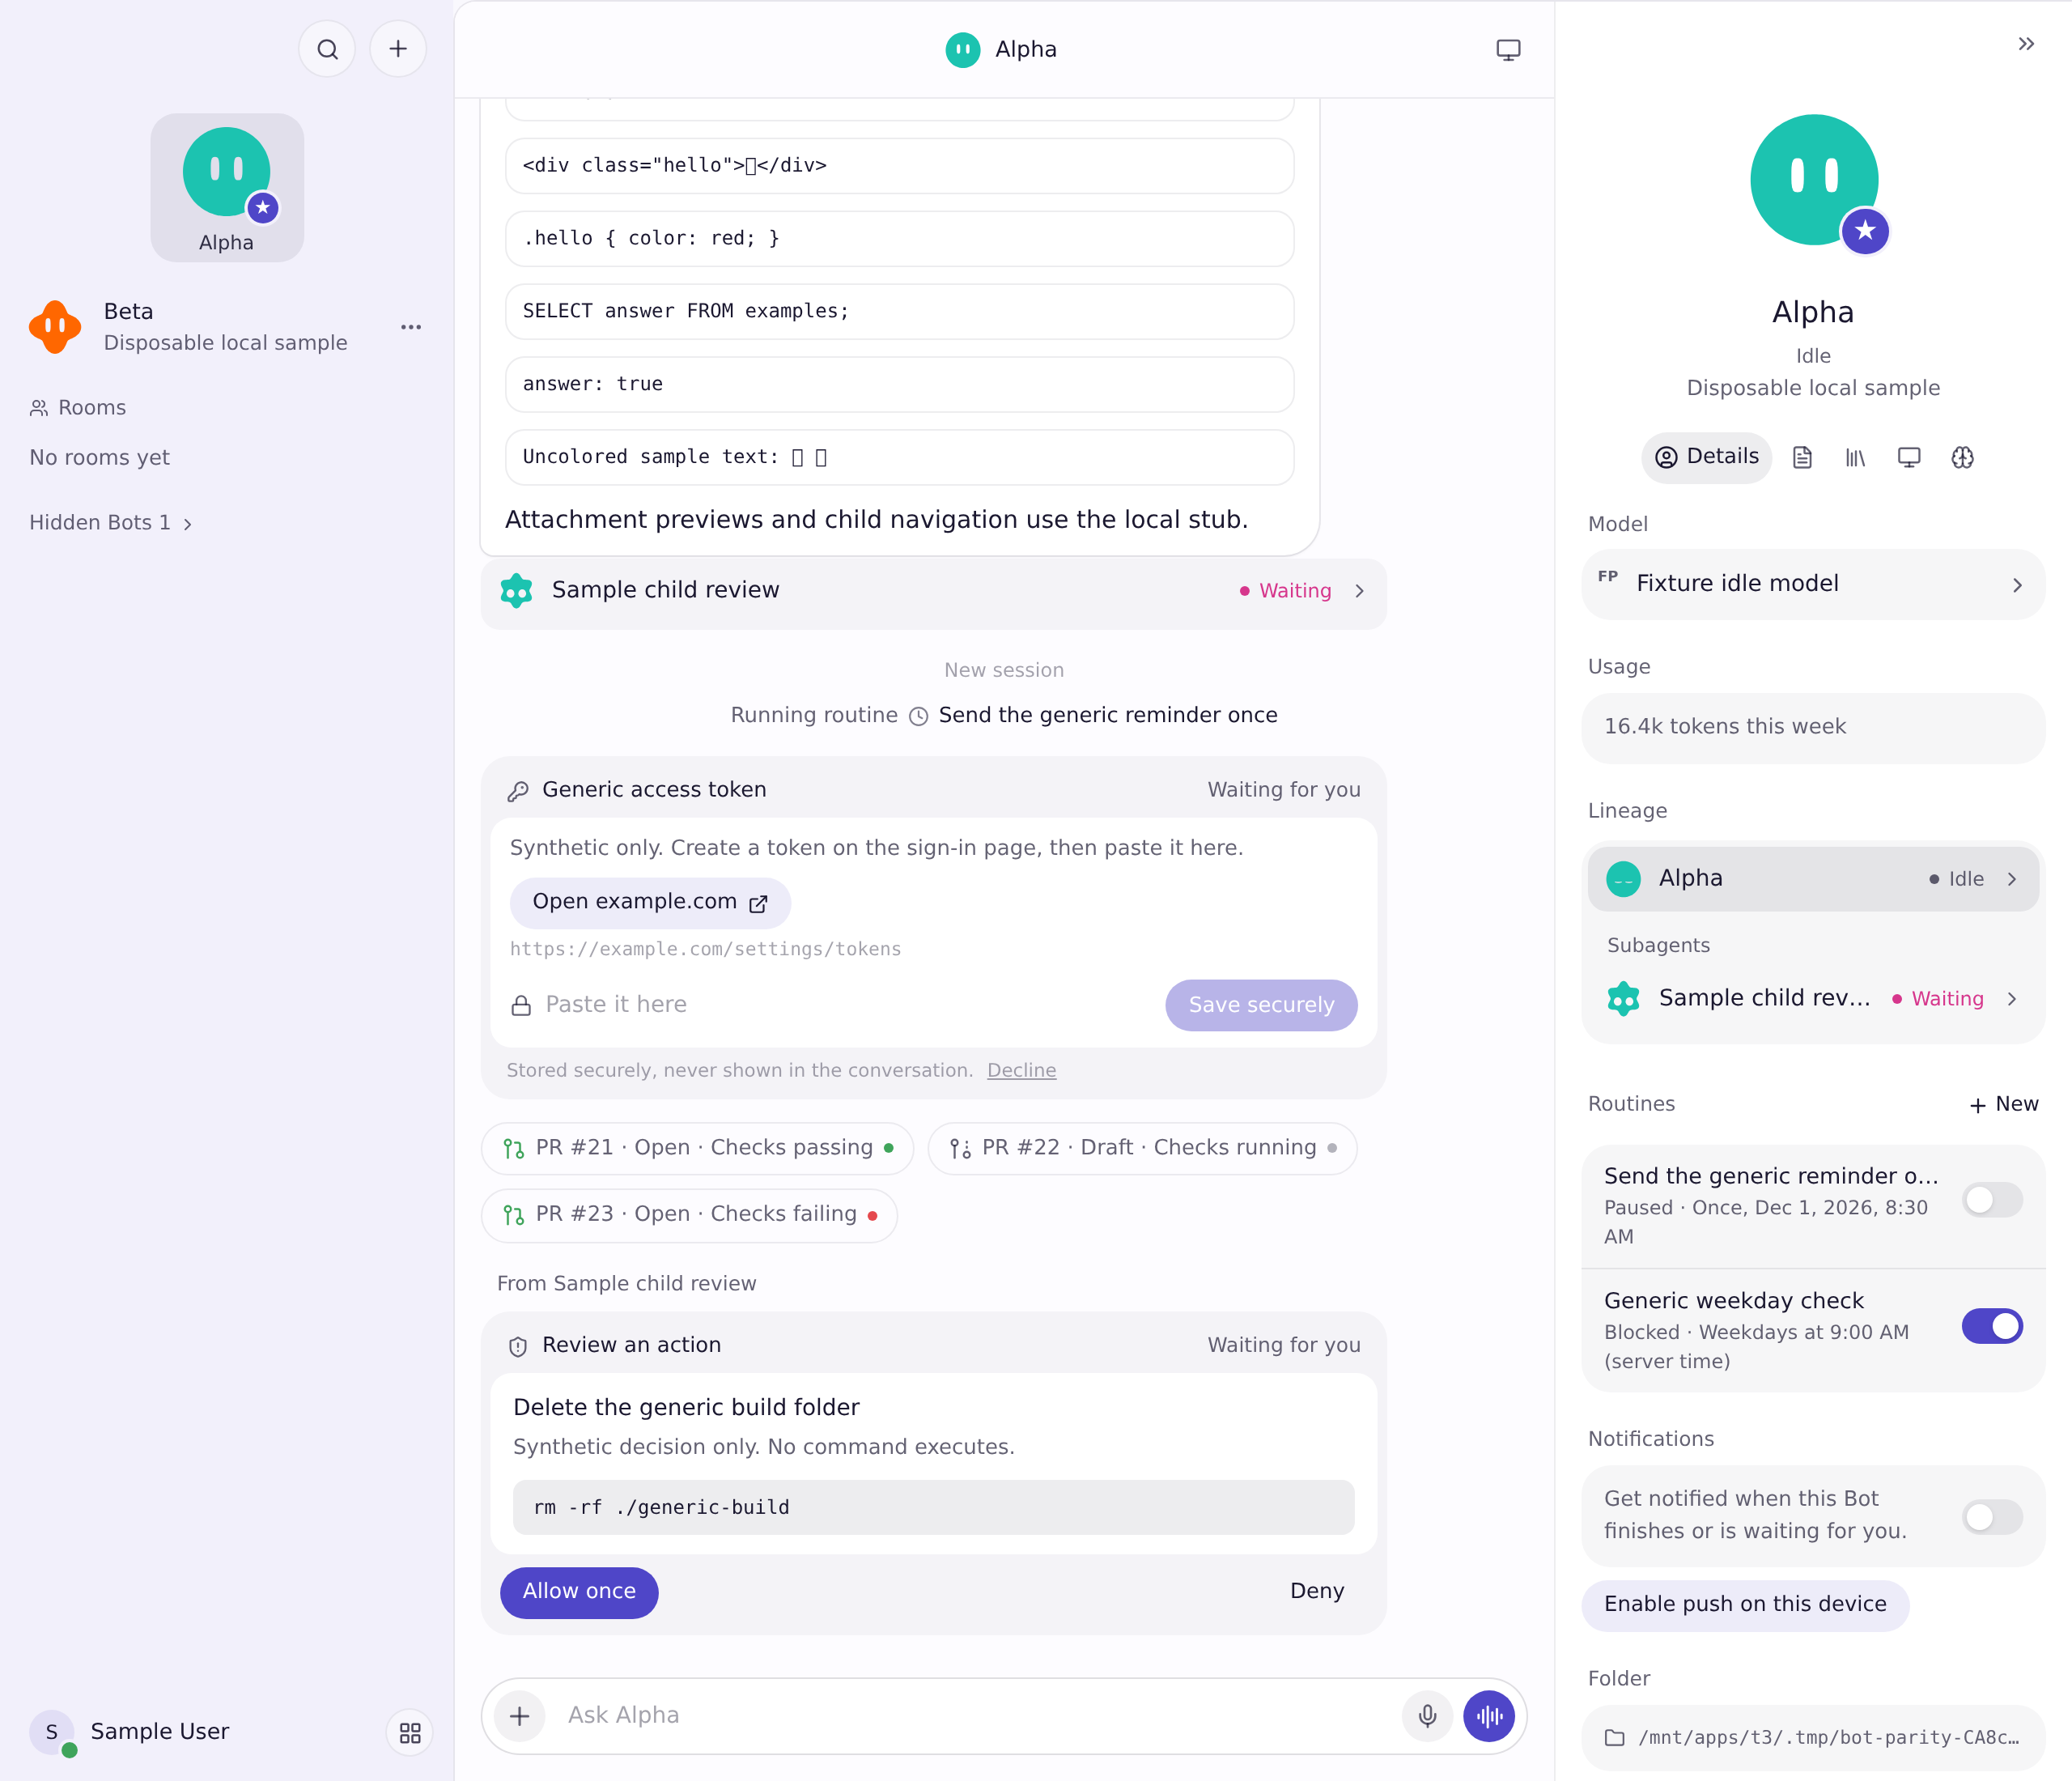 Alpha
Beta
Disposable local sample
Rooms
No rooms yet
Hidden Bots 1
S
Sample User
Alpha
<div class="hello">▯</div>
.hello { color: red; }
SELECT answer FROM examples;
answer: true
Uncolored sample text: ▯ ▯
Attachment previews and child navigation use the local stub.
Sample child review
Waiting
New session
Running routine Send the generic reminder once
Generic access token
Waiting for you
Synthetic only. Create a token on the sign-in page, then paste it here.
Open example.com
https://example.com/settings/tokens
Paste it here
Save securely
Stored securely, never shown in the conversation. Decline
PR #21 · Open · Checks passing
PR #22 · Draft · Checks running
PR #23 · Open · Checks failing
From Sample child review
Review an action
Waiting for you
Delete the generic build folder
Synthetic decision only. No command executes.
rm -rf ./generic-build
Allow once
Deny
Ask Alpha
Alpha
Idle
Disposable local sample
Details
Model
FP Fixture idle model
Usage
16.4k tokens this week
Lineage
Alpha
Idle
Subagents
Sample child rev...
Waiting
Routines
New
Send the generic reminder o...
Paused · Once, Dec 1, 2026, 8:30
AM
Generic weekday check
Blocked · Weekdays at 9:00 AM
(server time)
Notifications
Get notified when this Bot
finishes or is waiting for you.
Enable push on this device
Folder
/mnt/apps/t3/.tmp/bot-parity-CA8c...